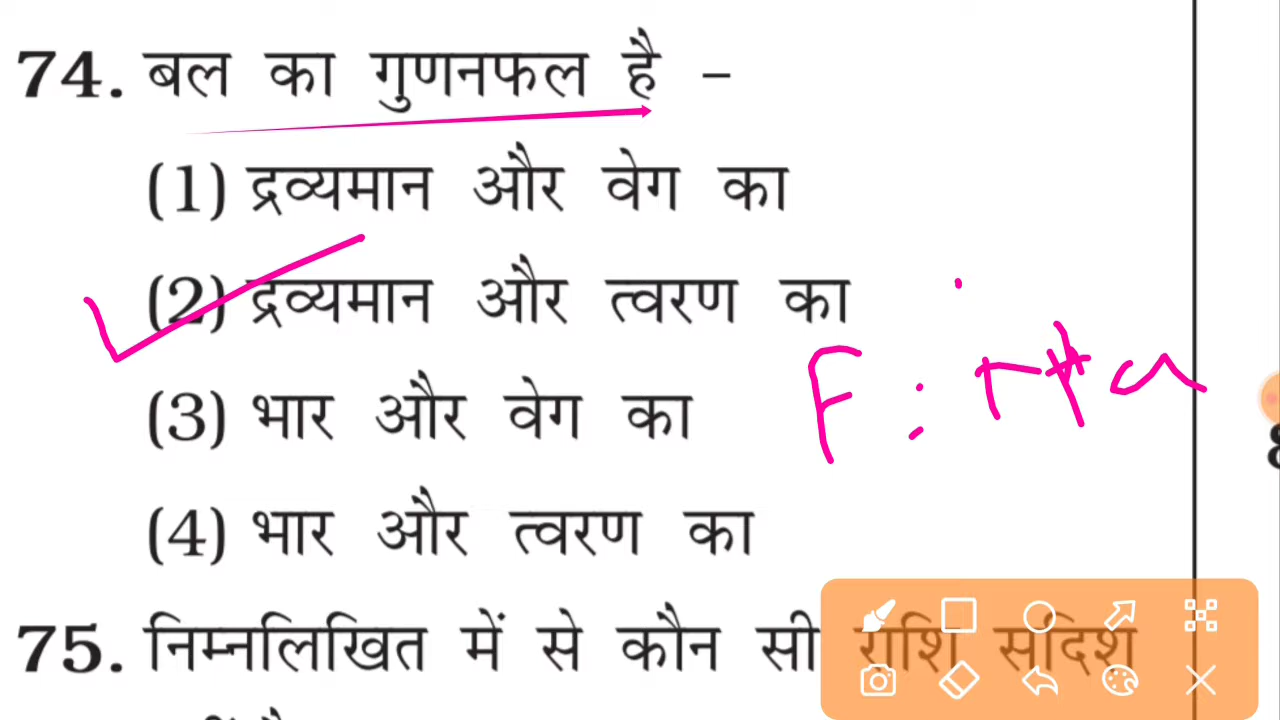 74. बल का गुणनफल है –
(1) द्रव्यमान और वेग का
(2) द्रव्यमान और त्वरण का
F = m * a
(3) भार और वेग का
(4) भार और त्वरण का
75. निम्नलिखित में से कौन सी राशि सदिश